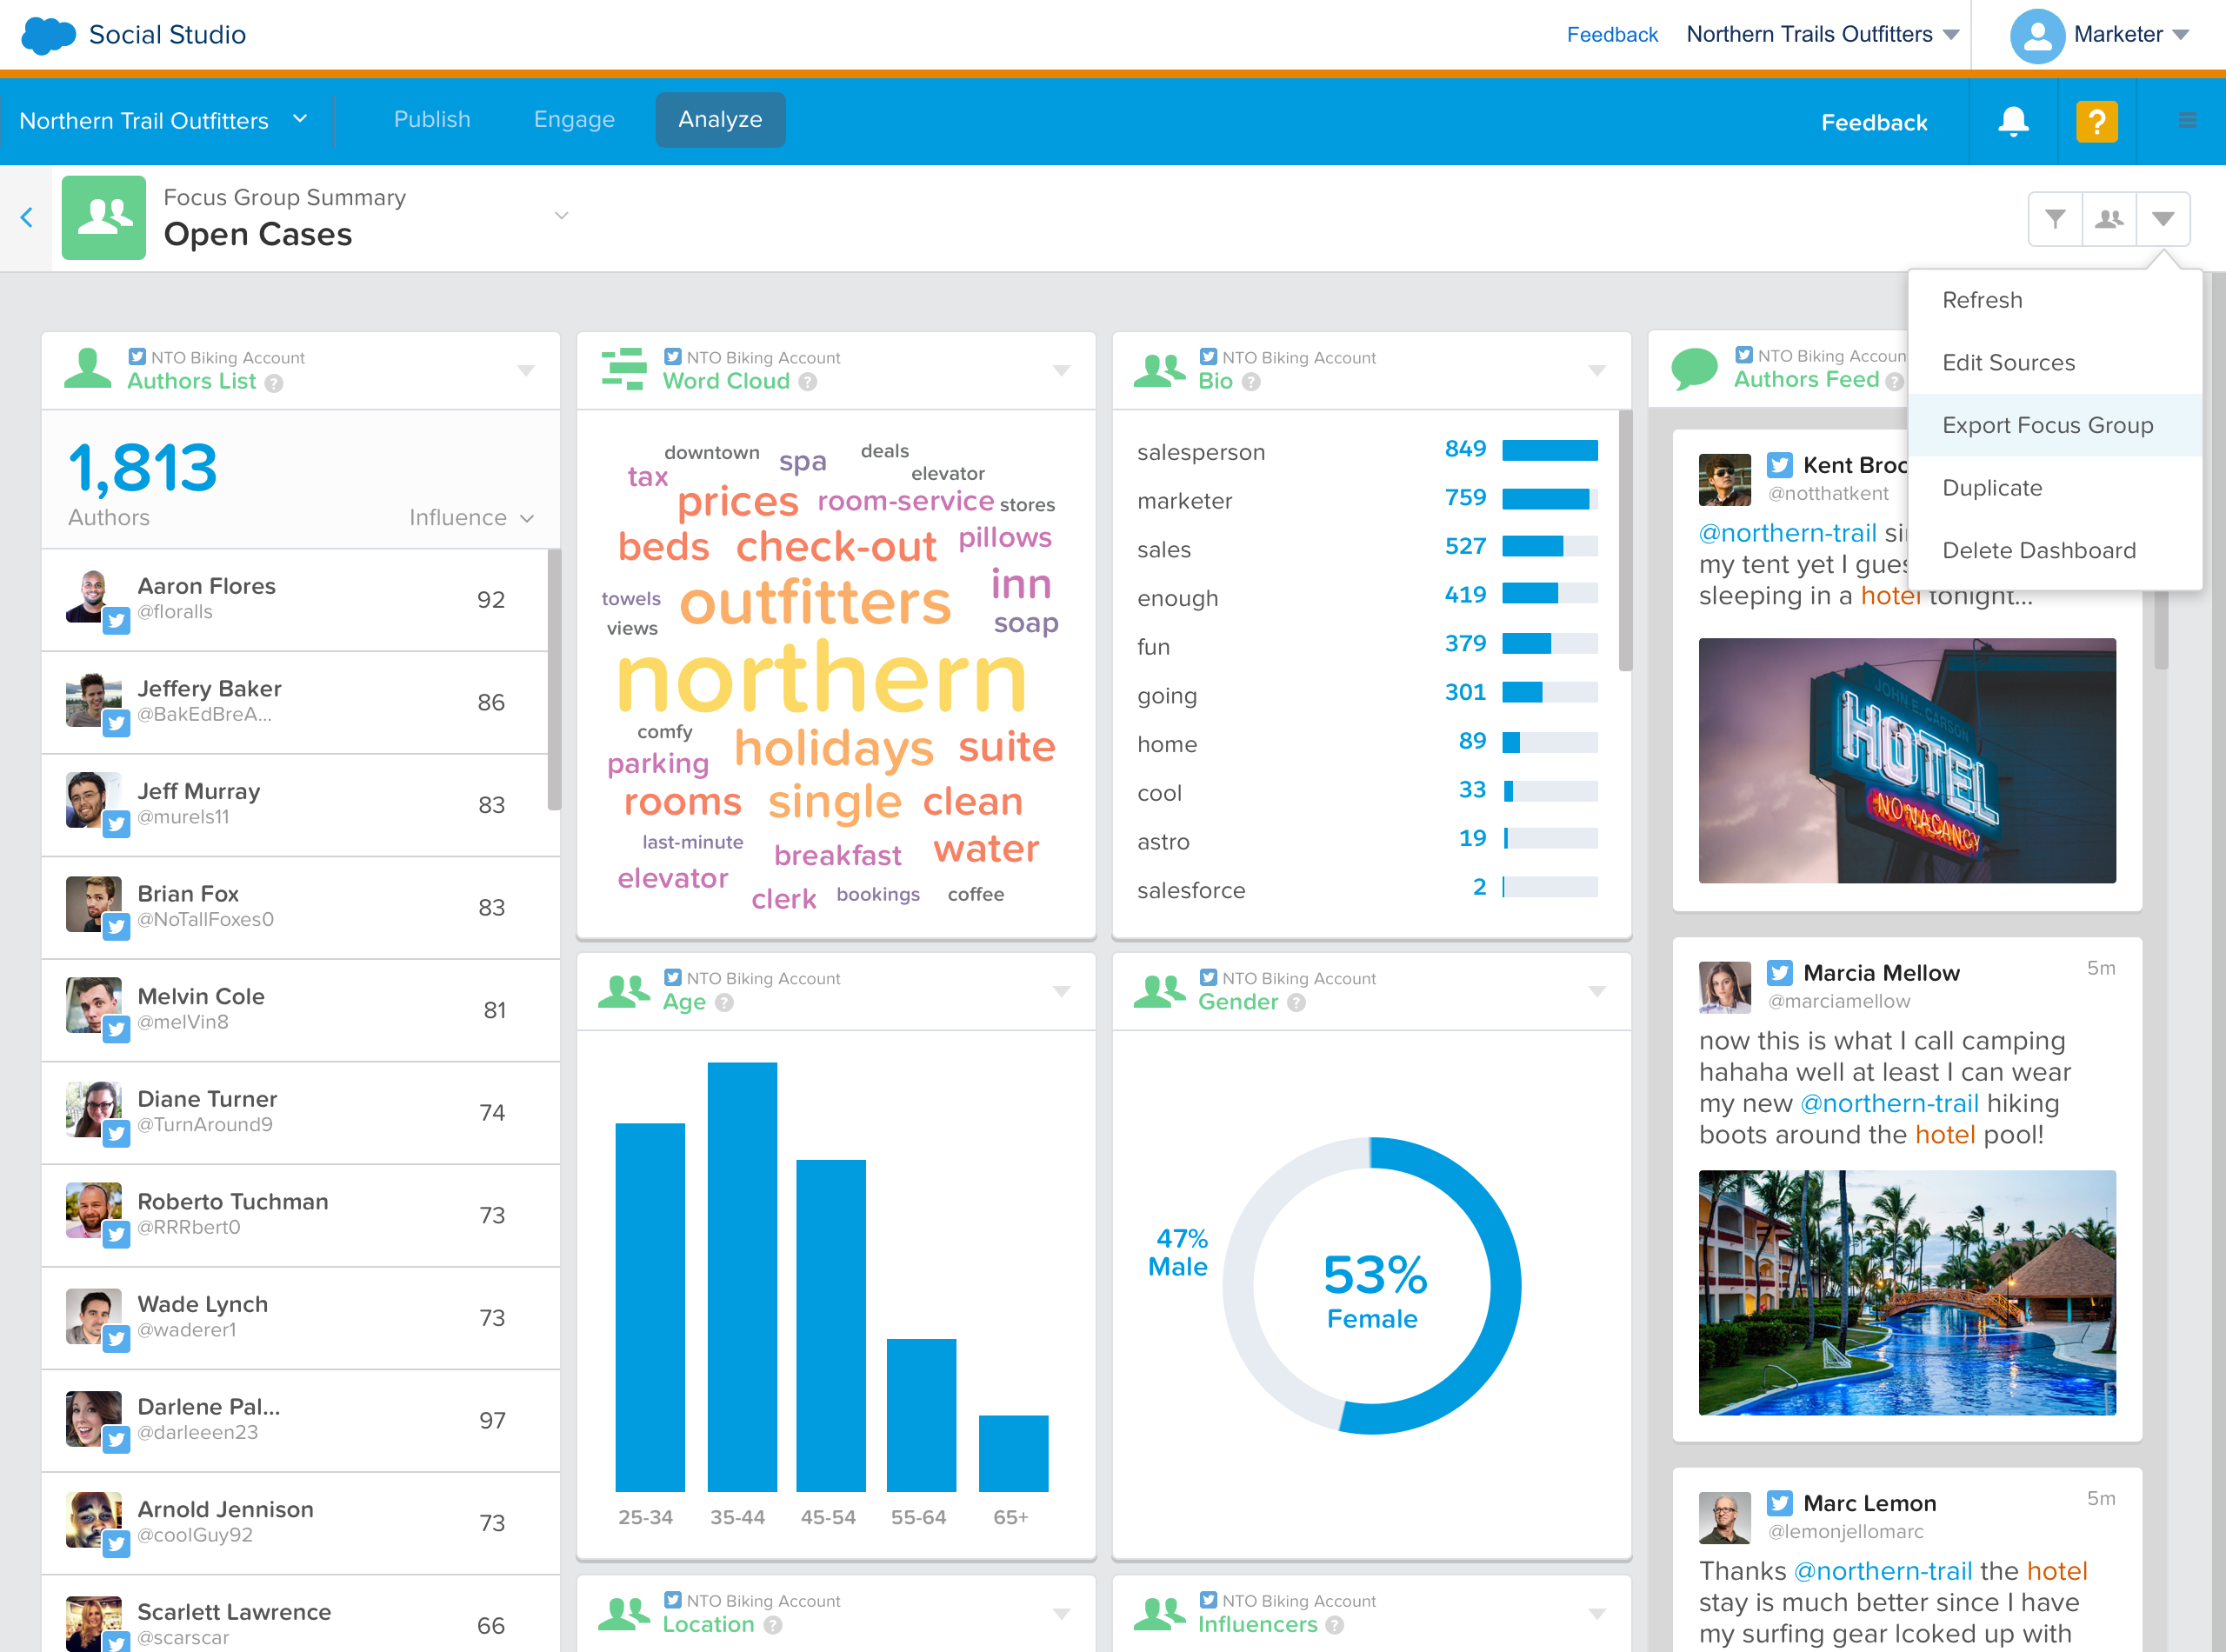 Social Studio
Feedback
Northern Trails Outfitters
Marketer
Northern Trail Outfitters
Publish
Engage
Analyze
Feedback
?
Focus Group Summary
Open Cases
Refresh
Edit Sources
Export Focus Group
Duplicate
Delete Dashboard
NTO Biking Account
Authors List ?
1,813
Authors
Influence
Aaron Flores
@floralls
92
Jeffery Baker
@BakEdBreA...
86
Jeff Murray
@murels11
83
Brian Fox
@NoTallFoxes0
83
Melvin Cole
@melVin8
81
Diane Turner
@TurnAround9
74
Roberto Tuchman
@RRRbert0
73
Wade Lynch
@waderer1
73
Darlene Pal...
@darleeen23
97
Arnold Jennison
@coolGuy92
73
Scarlett Lawrence
@scarscar
66
NTO Biking Account
Word Cloud ?
downtown spa deals
tax elevator
prices room-service stores
beds check-out pillows
towels outfitters inn
views soap
northern
comfy
parking holidays suite
rooms single clean
last-minute breakfast water
elevator clerk bookings coffee
NTO Biking Account
Bio ?
salesperson 849
marketer 759
sales 527
enough 419
fun 379
going 301
home 89
cool 33
astro 19
salesforce 2
NTO Biking Account
Age ?
25-34 35-44 45-54 55-64 65+
NTO Biking Account
Gender ?
47%
Male
53%
Female
NTO Biking Account
Location ?
NTO Biking Account
Influencers ?
NTO Biking Accoun
Authors Feed ?
Kent Broc
@notthatkent
@northern-trail si
my tent yet I gues
sleeping in a hotel tonight...
JOHN E. CARSON
HOTEL
NO VACANCY
Marcia Mellow
5m
@marciamellow
now this is what I call camping
hahaha well at least I can wear
my new @northern-trail hiking
boots around the hotel pool!
Marc Lemon
5m
@lemonjellomarc
Thanks @northern-trail the hotel
stay is much better since I have
my surfing gear lcoked up with